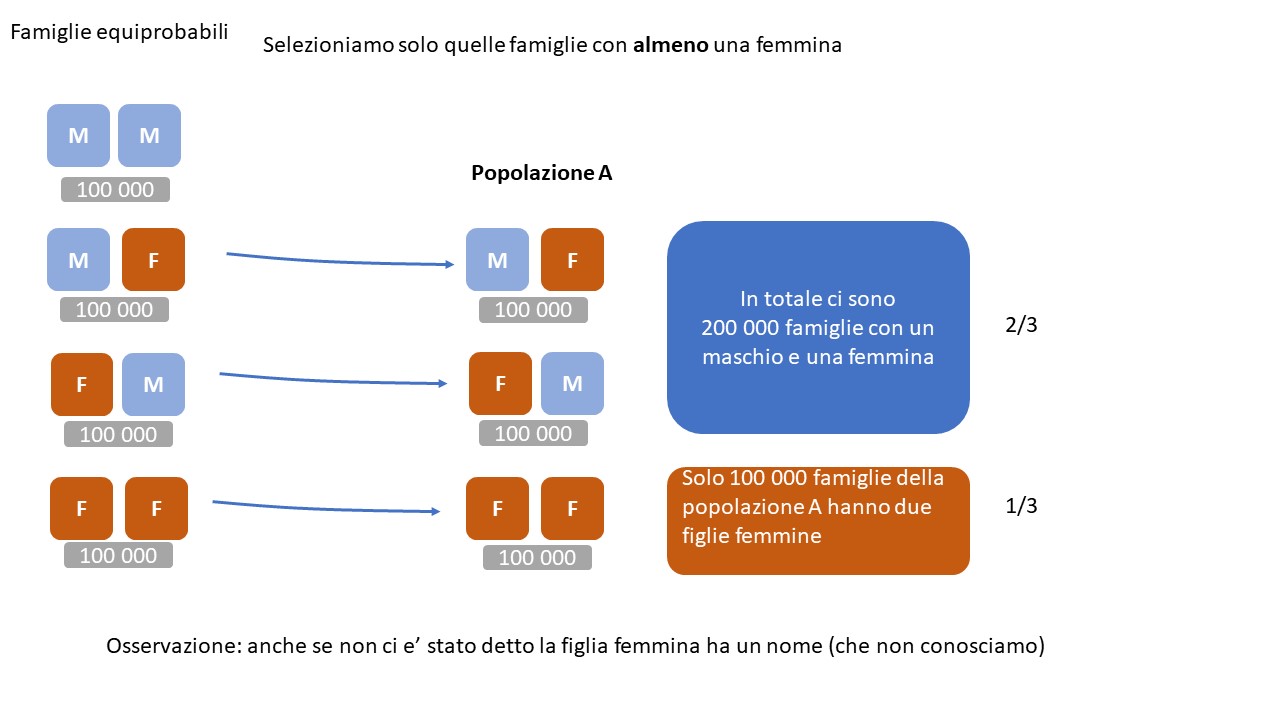 Famiglie equiprobabili
Selezioniamo solo quelle famiglie con almeno una femmina
M M
100 000
Popolazione A
M F
100 000
M F
100 000
In totale ci sono
200 000 famiglie con un
maschio e una femmina
2/3
F M
100 000
F M
100 000
F F
100 000
F F
100 000
Solo 100 000 famiglie della
popolazione A hanno due
figlie femmine
1/3
Osservazione: anche se non ci e’ stato detto la figlia femmina ha un nome (che non conosciamo)